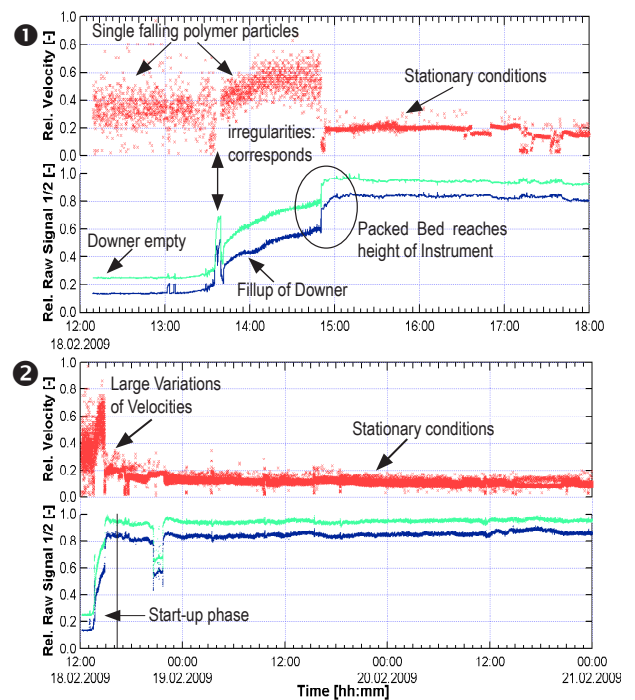 ❶
Rel. Velocity [-]
1.0
0.8
0.6
0.4
0.2
0.0
Single falling polymer particles
Stationary conditions
irregularities:
corresponds
Rel. Raw Signal 1/2 [-]
1.0
0.8
0.6
0.4
0.2
0.0
Downer empty
Fillup of Downer
Packed Bed reaches
height of Instrument
12:00 13:00 14:00 15:00 16:00 17:00 18:00
18.02.2009
❷
Rel. Velocity [-]
1.0
0.8
0.6
0.4
0.2
0.0
Large Variations
of Velocities
Stationary conditions
Rel. Raw Signal 1/2 [-]
1.0
0.8
0.6
0.4
0.2
0.0
Start-up phase
12:00 00:00 12:00 00:00 12:00 00:00
18.02.2009 19.02.2009 20.02.2009 21.02.2009
Time [hh:mm]